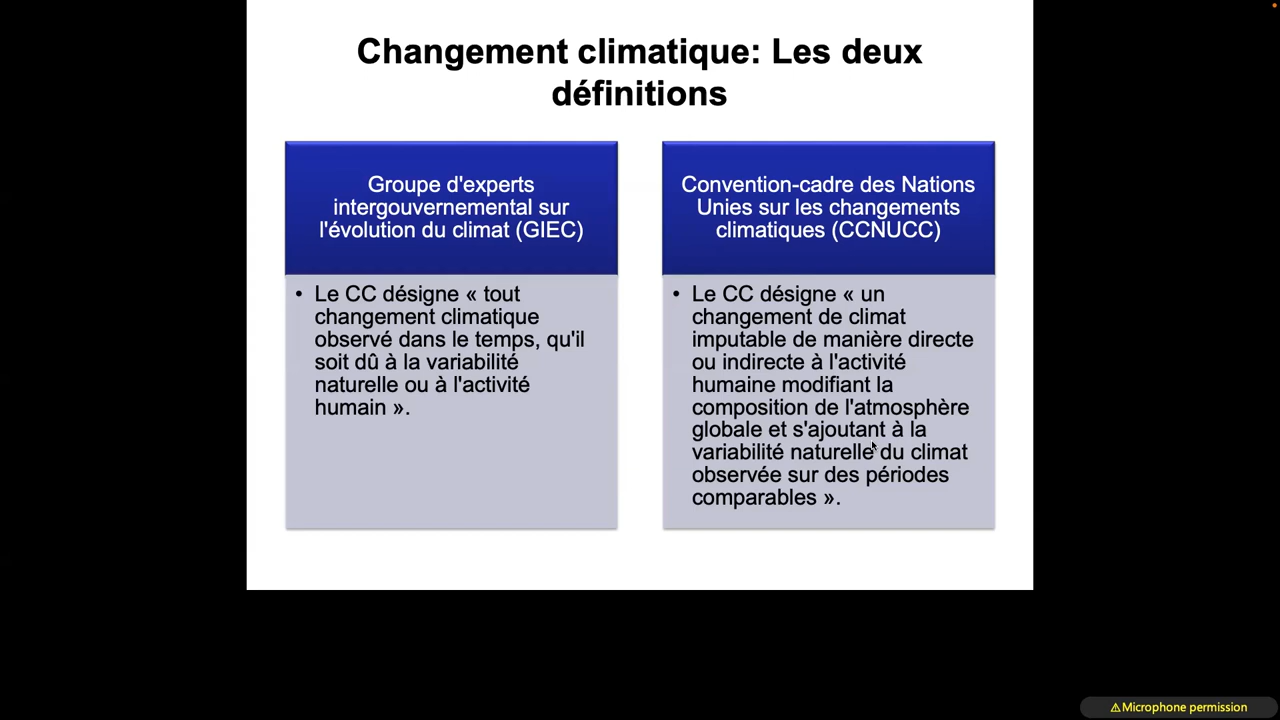 Changement climatique: Les deux
définitions
Groupe d'experts
intergouvernemental sur
l'évolution du climat (GIEC)
• Le CC désigne « tout
changement climatique
observé dans le temps, qu'il
soit dû à la variabilité
naturelle ou à l'activité
humain ».
Convention-cadre des Nations
Unies sur les changements
climatiques (CCNUCC)
• Le CC désigne « un
changement de climat
imputable de manière directe
ou indirecte à l'activité
humaine modifiant la
composition de l'atmosphère
globale et s'ajoutant à la
variabilité naturelle du climat
observée sur des périodes
comparables ».
⚠Microphone permission